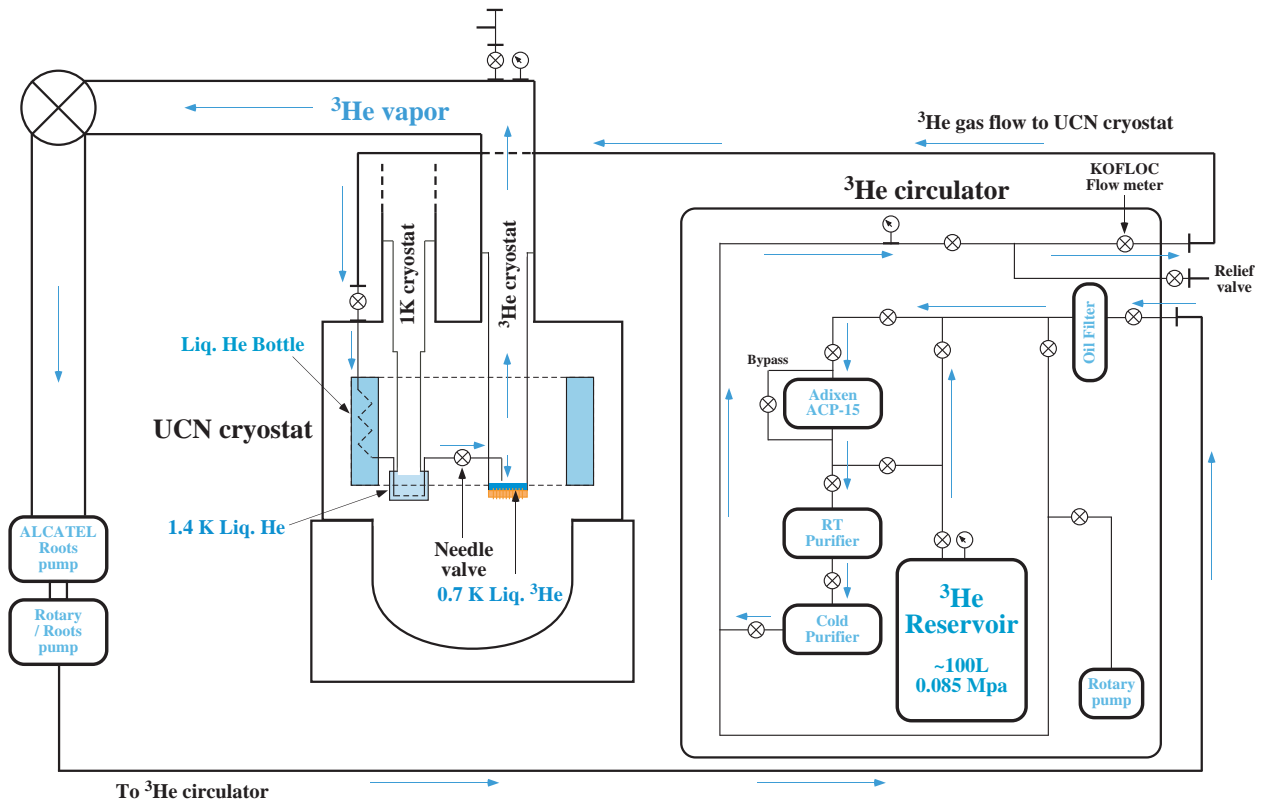 ³He vapor
³He gas flow to UCN cryostat
KOFLOC
Flow meter
³He circulator
1K cryostat
³He cryostat
Relief
valve
Oil Filter
Liq. He Bottle
Bypass
Adixen
ACP-15
UCN cryostat
1.4 K Liq. He
ALCATEL
Roots
pump
RT
Purifier
Needle
valve
0.7 K Liq. ³He
³He
Reservoir
~100L
0.085 Mpa
Rotary
/ Roots
pump
Cold
Purifier
Rotary
pump
To ³He circulator